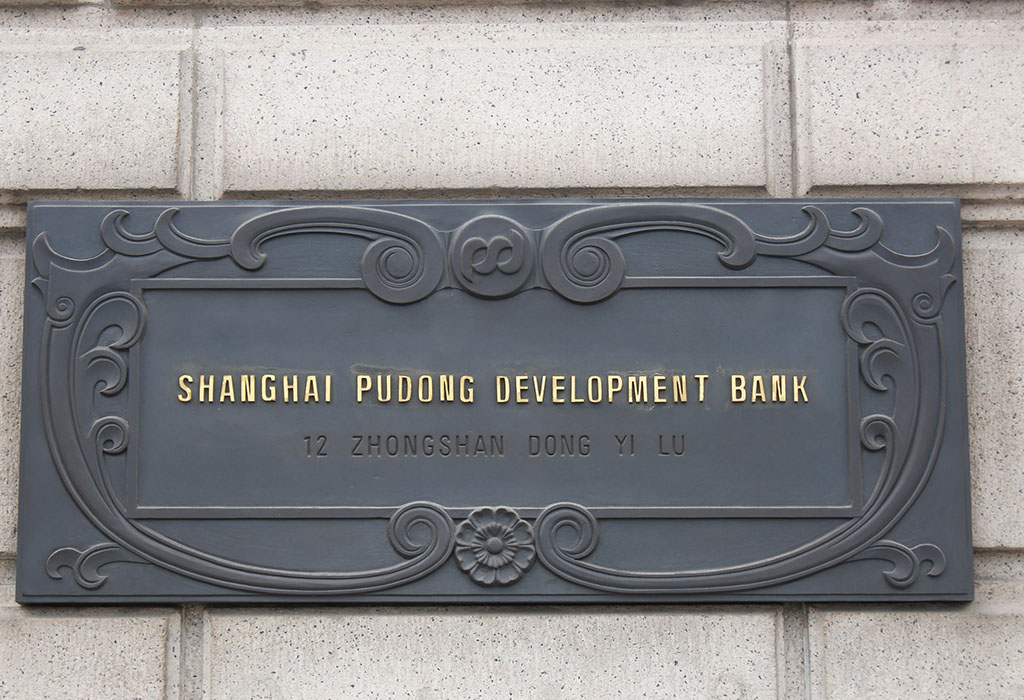 SHANGHAI PUDONG DEVELOPMENT BANK
12 ZHONGSHAN DONG YI LU